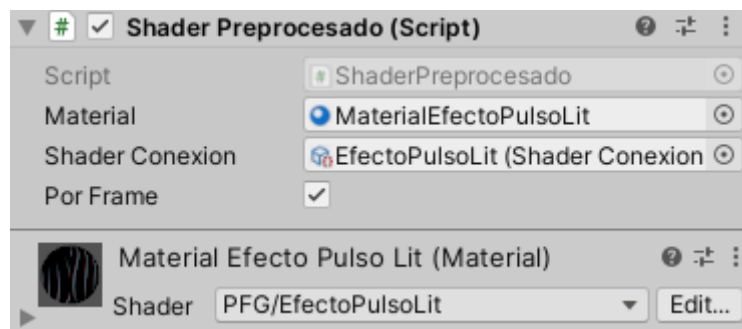 Shader Preprocesado (Script)
Script ShaderPreprocesado
Material MaterialEfectoPulsoLit
Shader Conexion EfectoPulsoLit (Shader Conexion
Por Frame
Material Efecto Pulso Lit (Material)
Shader PFG/EfectoPulsoLit Edit...